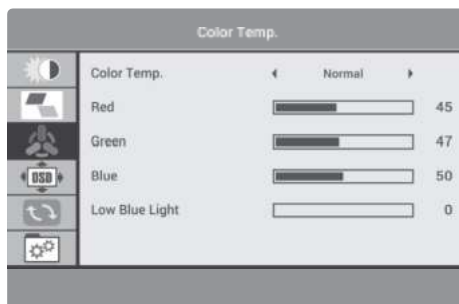 Color Temp.
Color Temp. Normal
Red 45
Green 47
OSD
Blue 50
Low Blue Light 0